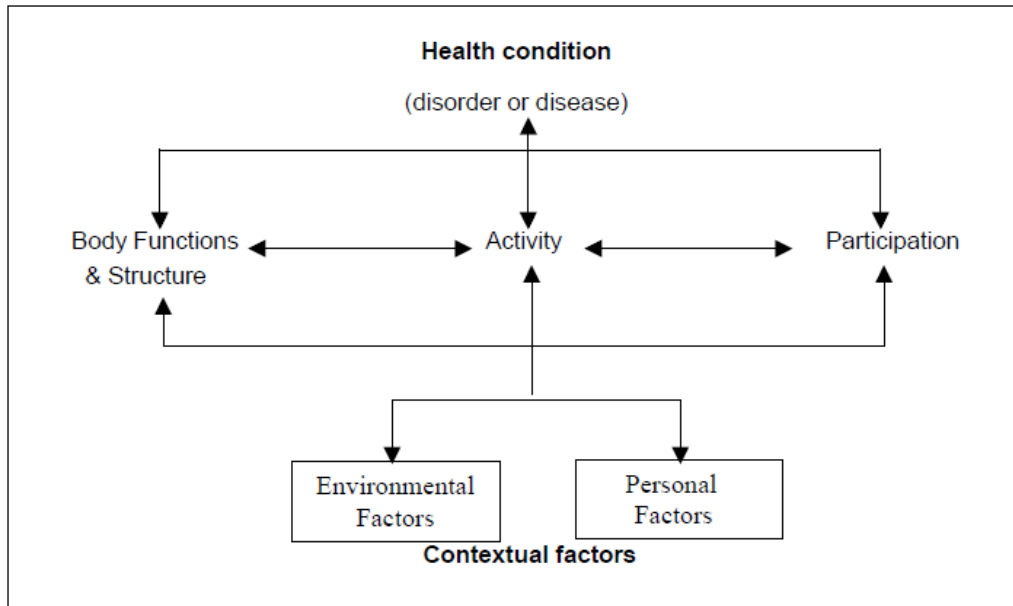 Health condition
(disorder or disease)
Body Functions
& Structure
Activity
Participation
Environmental
Factors
Personal
Factors
Contextual factors